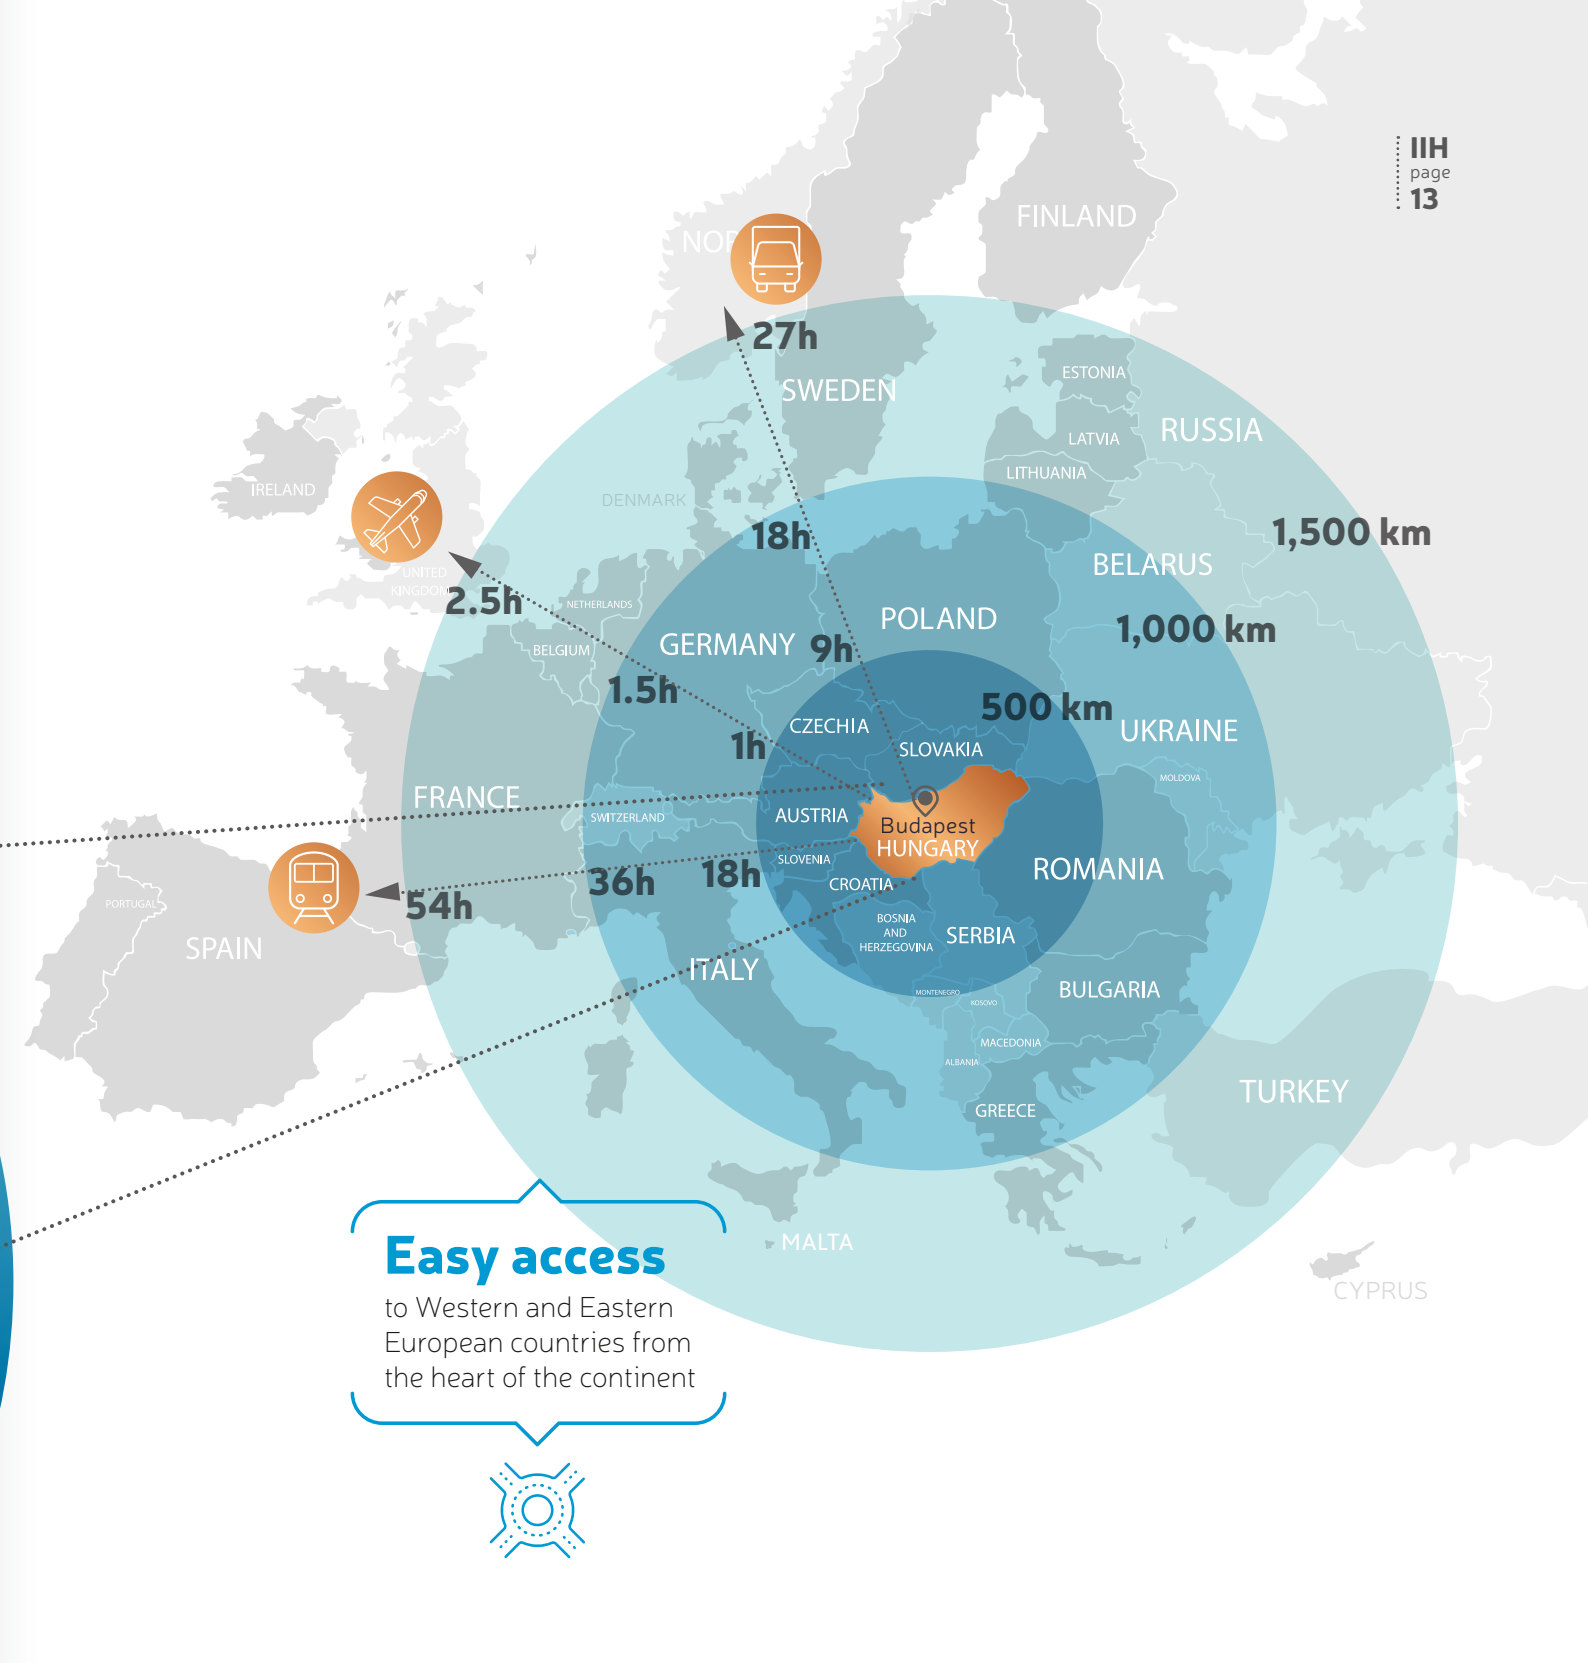 IIH
page
13
FINLAND
27h
SWEDEN
ESTONIA
RUSSIA
LATVIA
LITHUANIA
IRELAND
DENMARK
18h
1,500 km
BELARUS
UNITED
KINGDOM
2.5h
NETHERLANDS
POLAND
1,000 km
GERMANY
9h
BELGIUM
1.5h
500 km
CZECHIA
UKRAINE
1h
SLOVAKIA
MOLDOVA
FRANCE
SWITZERLAND
AUSTRIA
Budapest
HUNGARY
SLOVENIA
ROMANIA
36h
18h
CROATIA
54h
PORTUGAL
BOSNIA
AND
HERZEGOVINA
SERBIA
SPAIN
ITALY
MONTENEGRO
KOSOVO
BULGARIA
MACEDONIA
ALBANIA
TURKEY
GREECE
MALTA
CYPRUS
Easy access
to Western and Eastern
European countries from
the heart of the continent